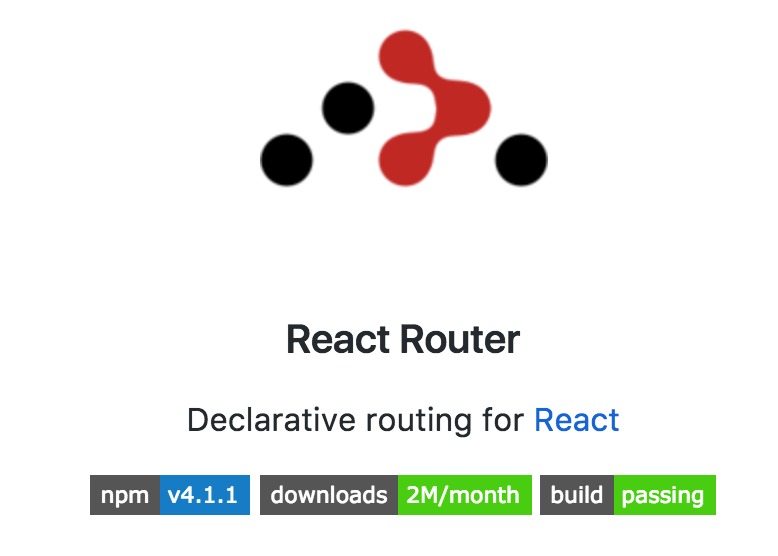 React Router
Declarative routing for React
npm v4.1.1 downloads 2M/month build passing